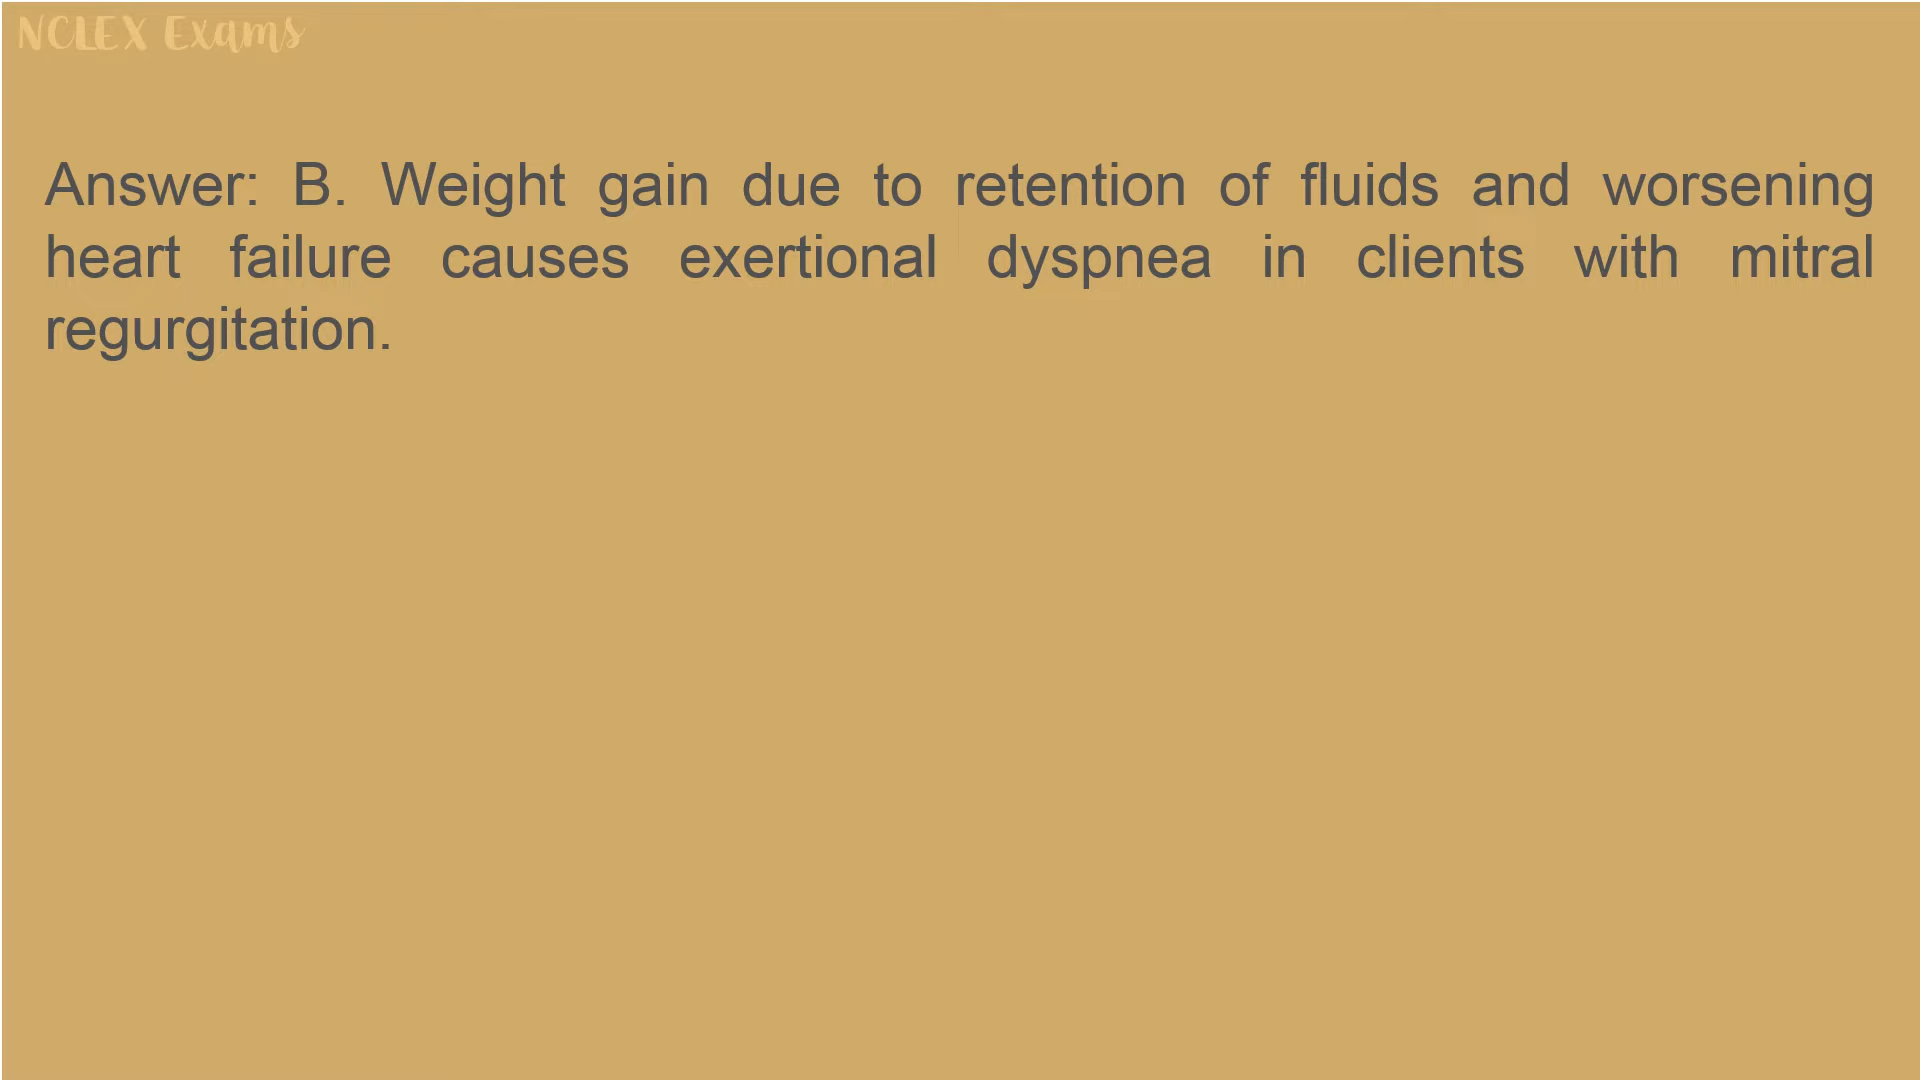 NCLEX Exams
Answer: B. Weight gain due to retention of fluids and worsening
heart failure causes exertional dyspnea in clients with mitral
regurgitation.